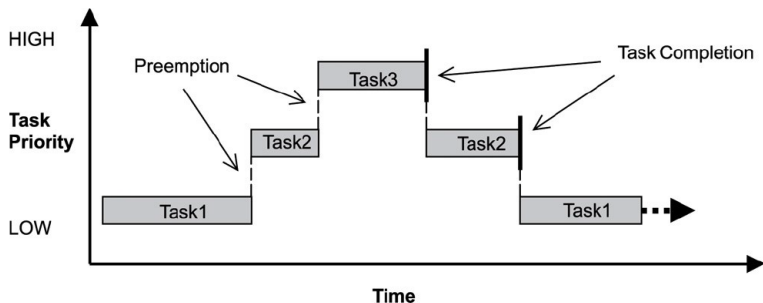 HIGH
Preemption
Task Completion
Task3
Task
Priority
Task2
Task2
Task1
Task1
LOW
Time